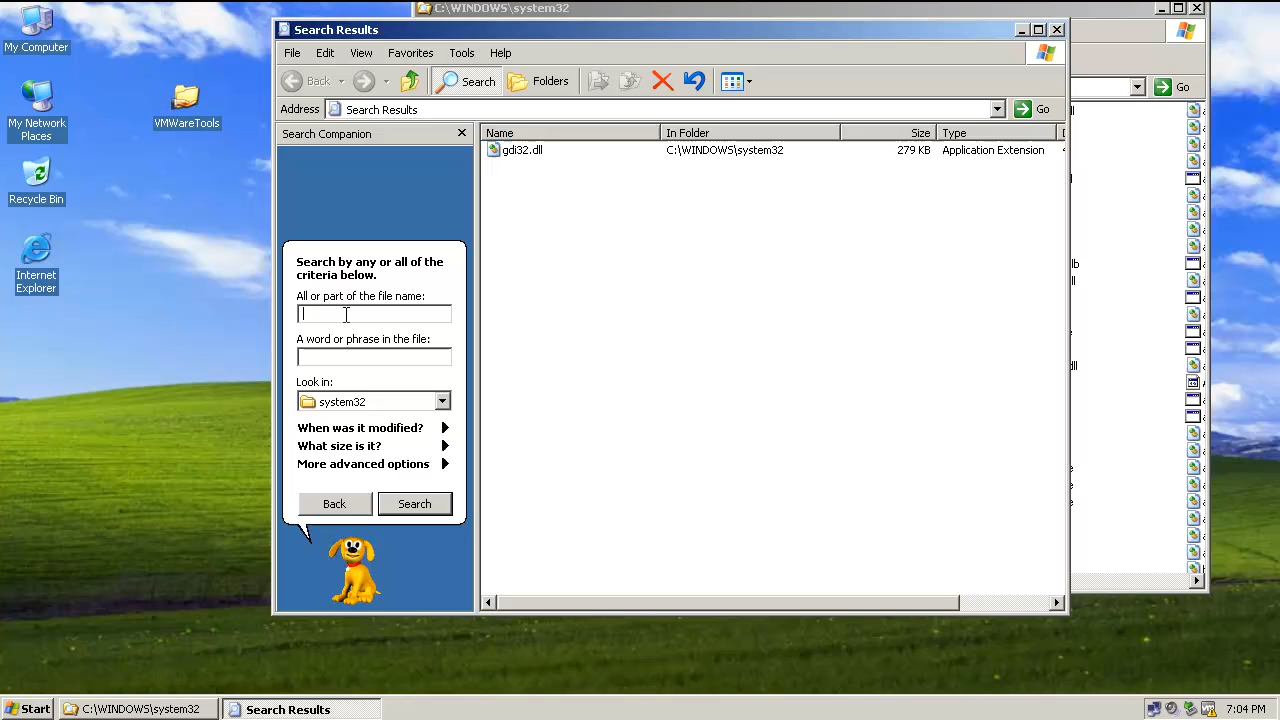 C:\WINDOWS\system32
Search Results
File Edit View Favorites Tools Help
Back Search Folders
Address Search Results Go
Go
Search Companion
Name In Folder Size Type
gdi32.dll C:\WINDOWS\system32 279 KB Application Extension
Search by any or all of the
criteria below.
All or part of the file name:
A word or phrase in the file:
Look in:
system32
When was it modified?
What size is it?
More advanced options
Back Search
My Computer
My Network
Places
VMWareTools
Recycle Bin
Internet
Explorer
Start C:\WINDOWS\system32 Search Results 7:04 PM